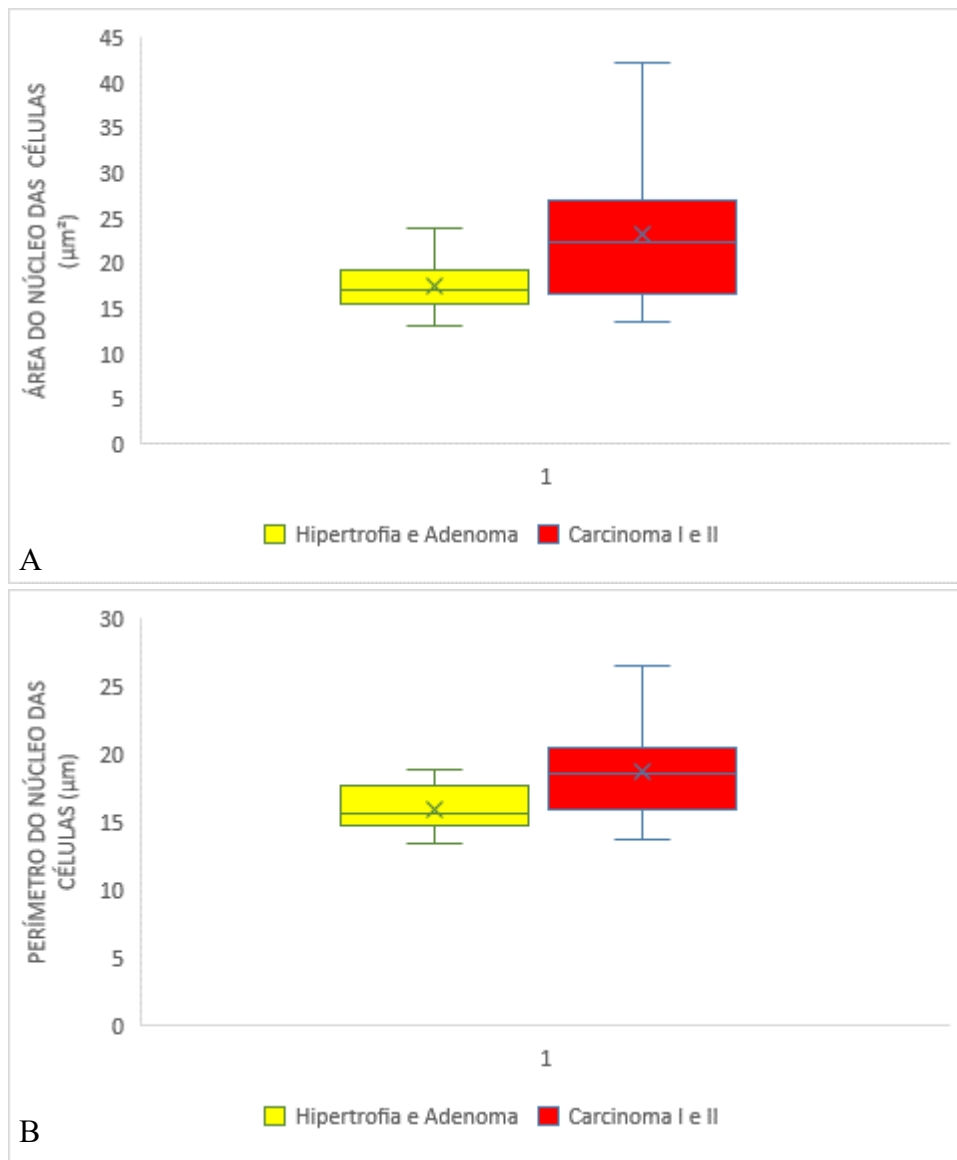 45
40
35
30
25
20
15
10
5
0
ÁREA DO NÚCLEO DAS CÉLULAS
(µm²)
1
Hipertrofia e Adenoma Carcinoma I e II
A
30
25
20
15
10
5
0
PERÍMETRO DO NÚCLEO DAS
CÉLULAS (µm)
1
Hipertrofia e Adenoma Carcinoma I e II
B